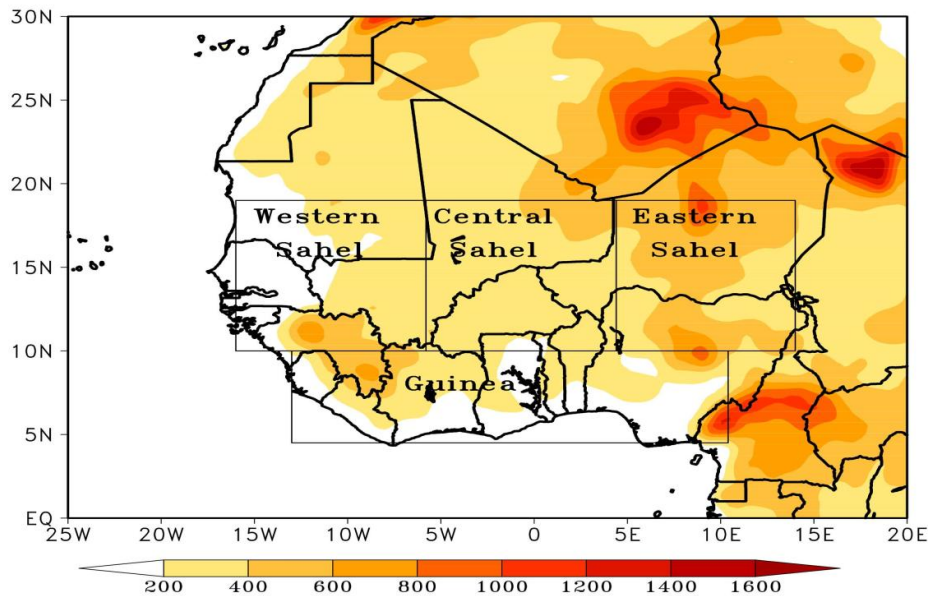 30N
25N
20N
15N
10N
5N
EQ
Western Central Eastern
Sahel Sahel Sahel
Guinea
25W 20W 15W 10W 5W 0 5E 10E 15E 20E
200 400 600 800 1000 1200 1400 1600